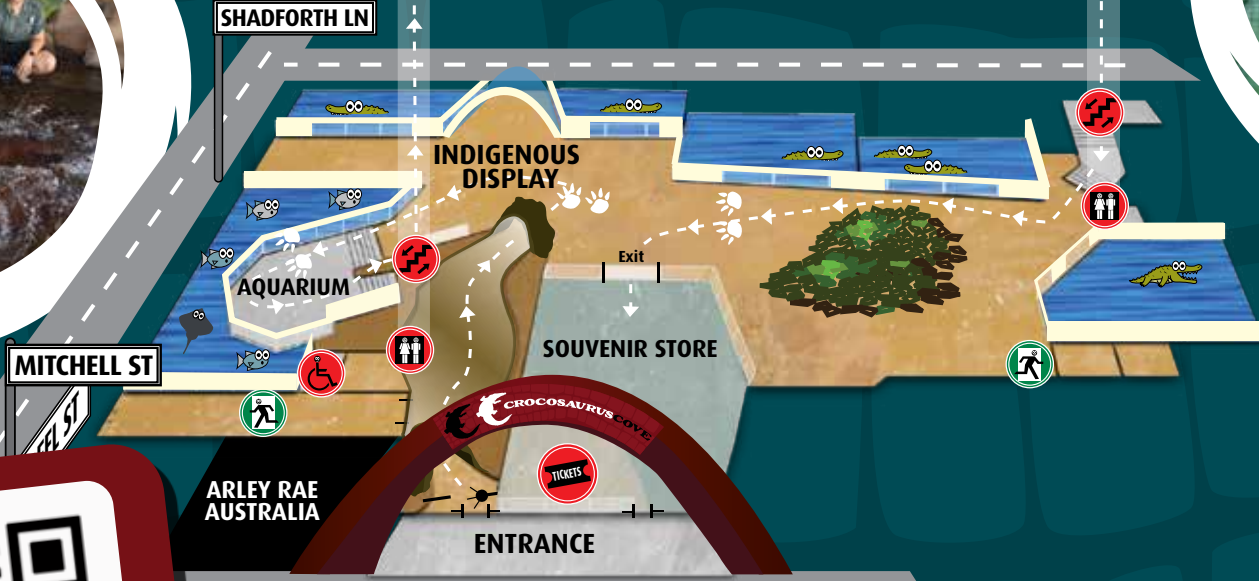 SHADFORTH LN
INDIGENOUS
DISPLAY
AQUARIUM
Exit
MITCHELL ST
SOUVENIR STORE
CROCOSAURUS COVE
TICKETS
ARLEY RAE
AUSTRALIA
ENTRANCE